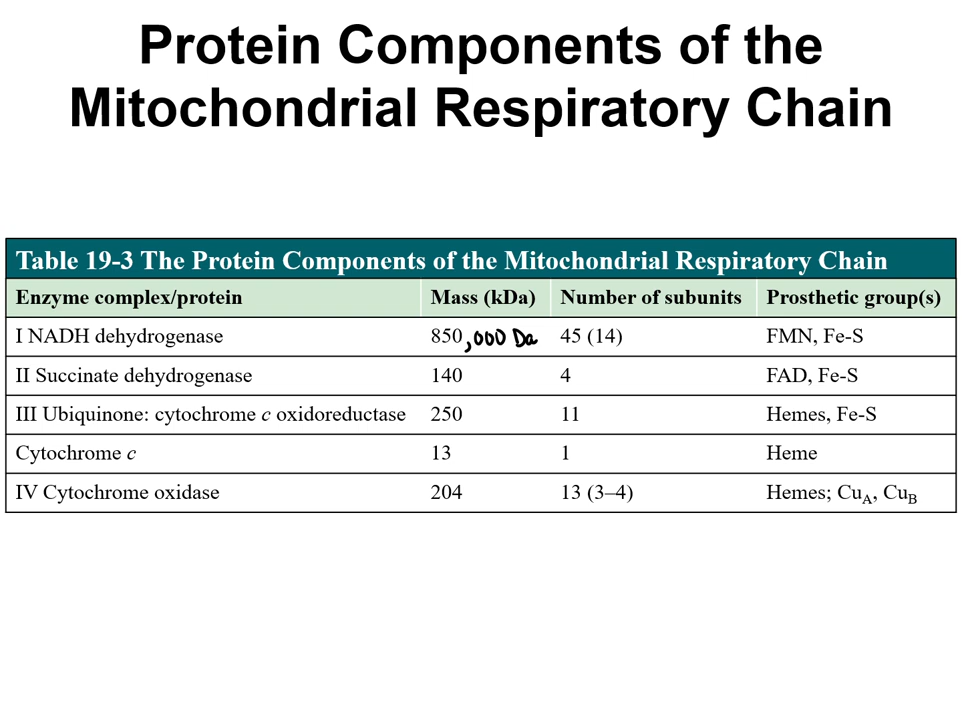 Protein Components of the
Mitochondrial Respiratory Chain
Table 19-3 The Protein Components of the Mitochondrial Respiratory Chain
Enzyme complex/protein Mass (kDa) Number of subunits Prosthetic group(s)
I NADH dehydrogenase 850,000 Da 45 (14) FMN, Fe-S
II Succinate dehydrogenase 140 4 FAD, Fe-S
III Ubiquinone: cytochrome c oxidoreductase 250 11 Hemes, Fe-S
Cytochrome c 13 1 Heme
IV Cytochrome oxidase 204 13 (3–4) Hemes; CuA, CuB